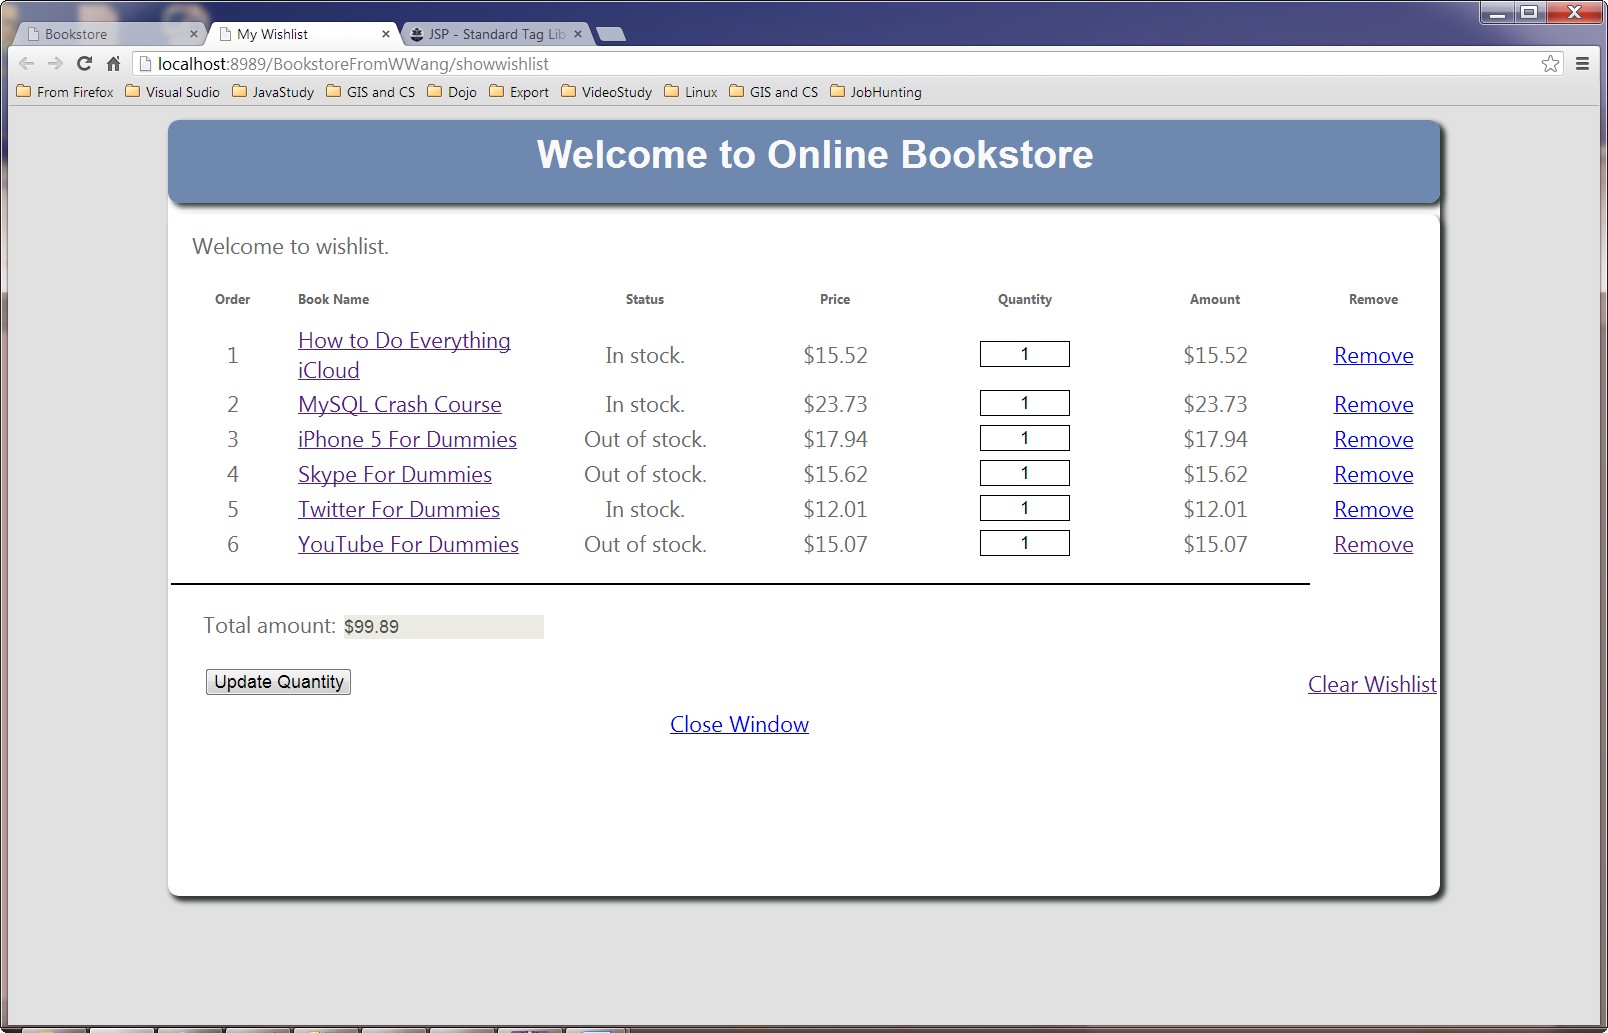 Bookstore
My Wishlist
JSP - Standard Tag Lib
localhost:8989/BookstoreFromWWang/showwishlist
From Firefox Visual Sudio JavaStudy GIS and CS Dojo Export VideoStudy Linux GIS and CS JobHunting
Welcome to Online Bookstore
Welcome to wishlist.
Order Book Name Status Price Quantity Amount Remove
1 How to Do Everything iCloud In stock. $15.52 1 $15.52 Remove
2 MySQL Crash Course In stock. $23.73 1 $23.73 Remove
3 iPhone 5 For Dummies Out of stock. $17.94 1 $17.94 Remove
4 Skype For Dummies Out of stock. $15.62 1 $15.62 Remove
5 Twitter For Dummies In stock. $12.01 1 $12.01 Remove
6 YouTube For Dummies Out of stock. $15.07 1 $15.07 Remove
Total amount: $99.89
Update Quantity
Clear Wishlist
Close Window